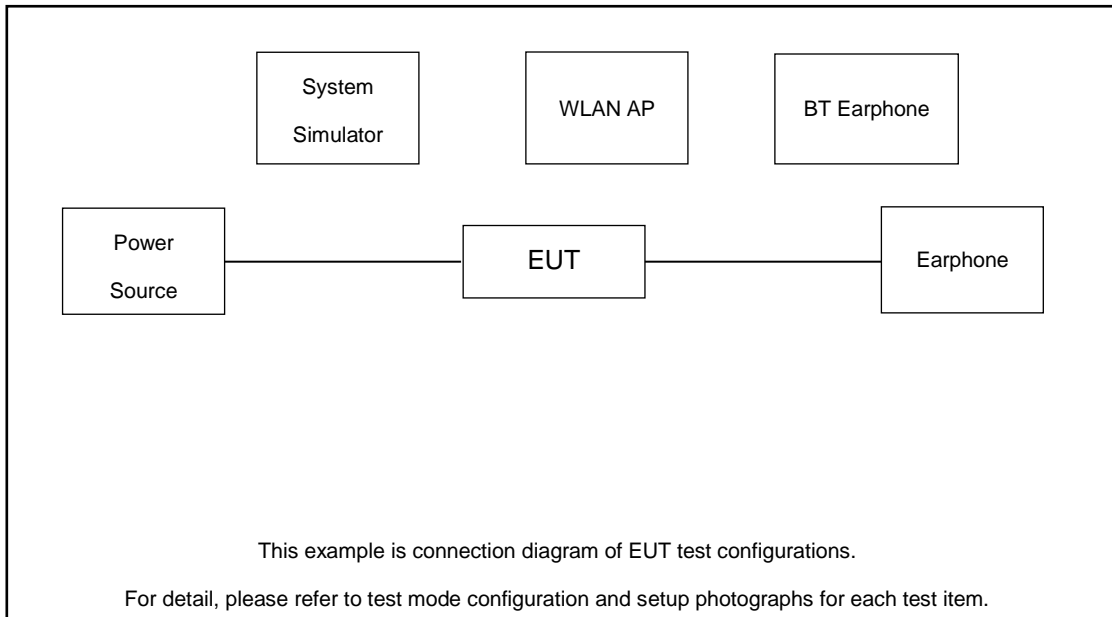 System
Simulator
WLAN AP
BT Earphone
Power
Source
EUT
Earphone
This example is connection diagram of EUT test configurations.
For detail, please refer to test mode configuration and setup photographs for each test item.